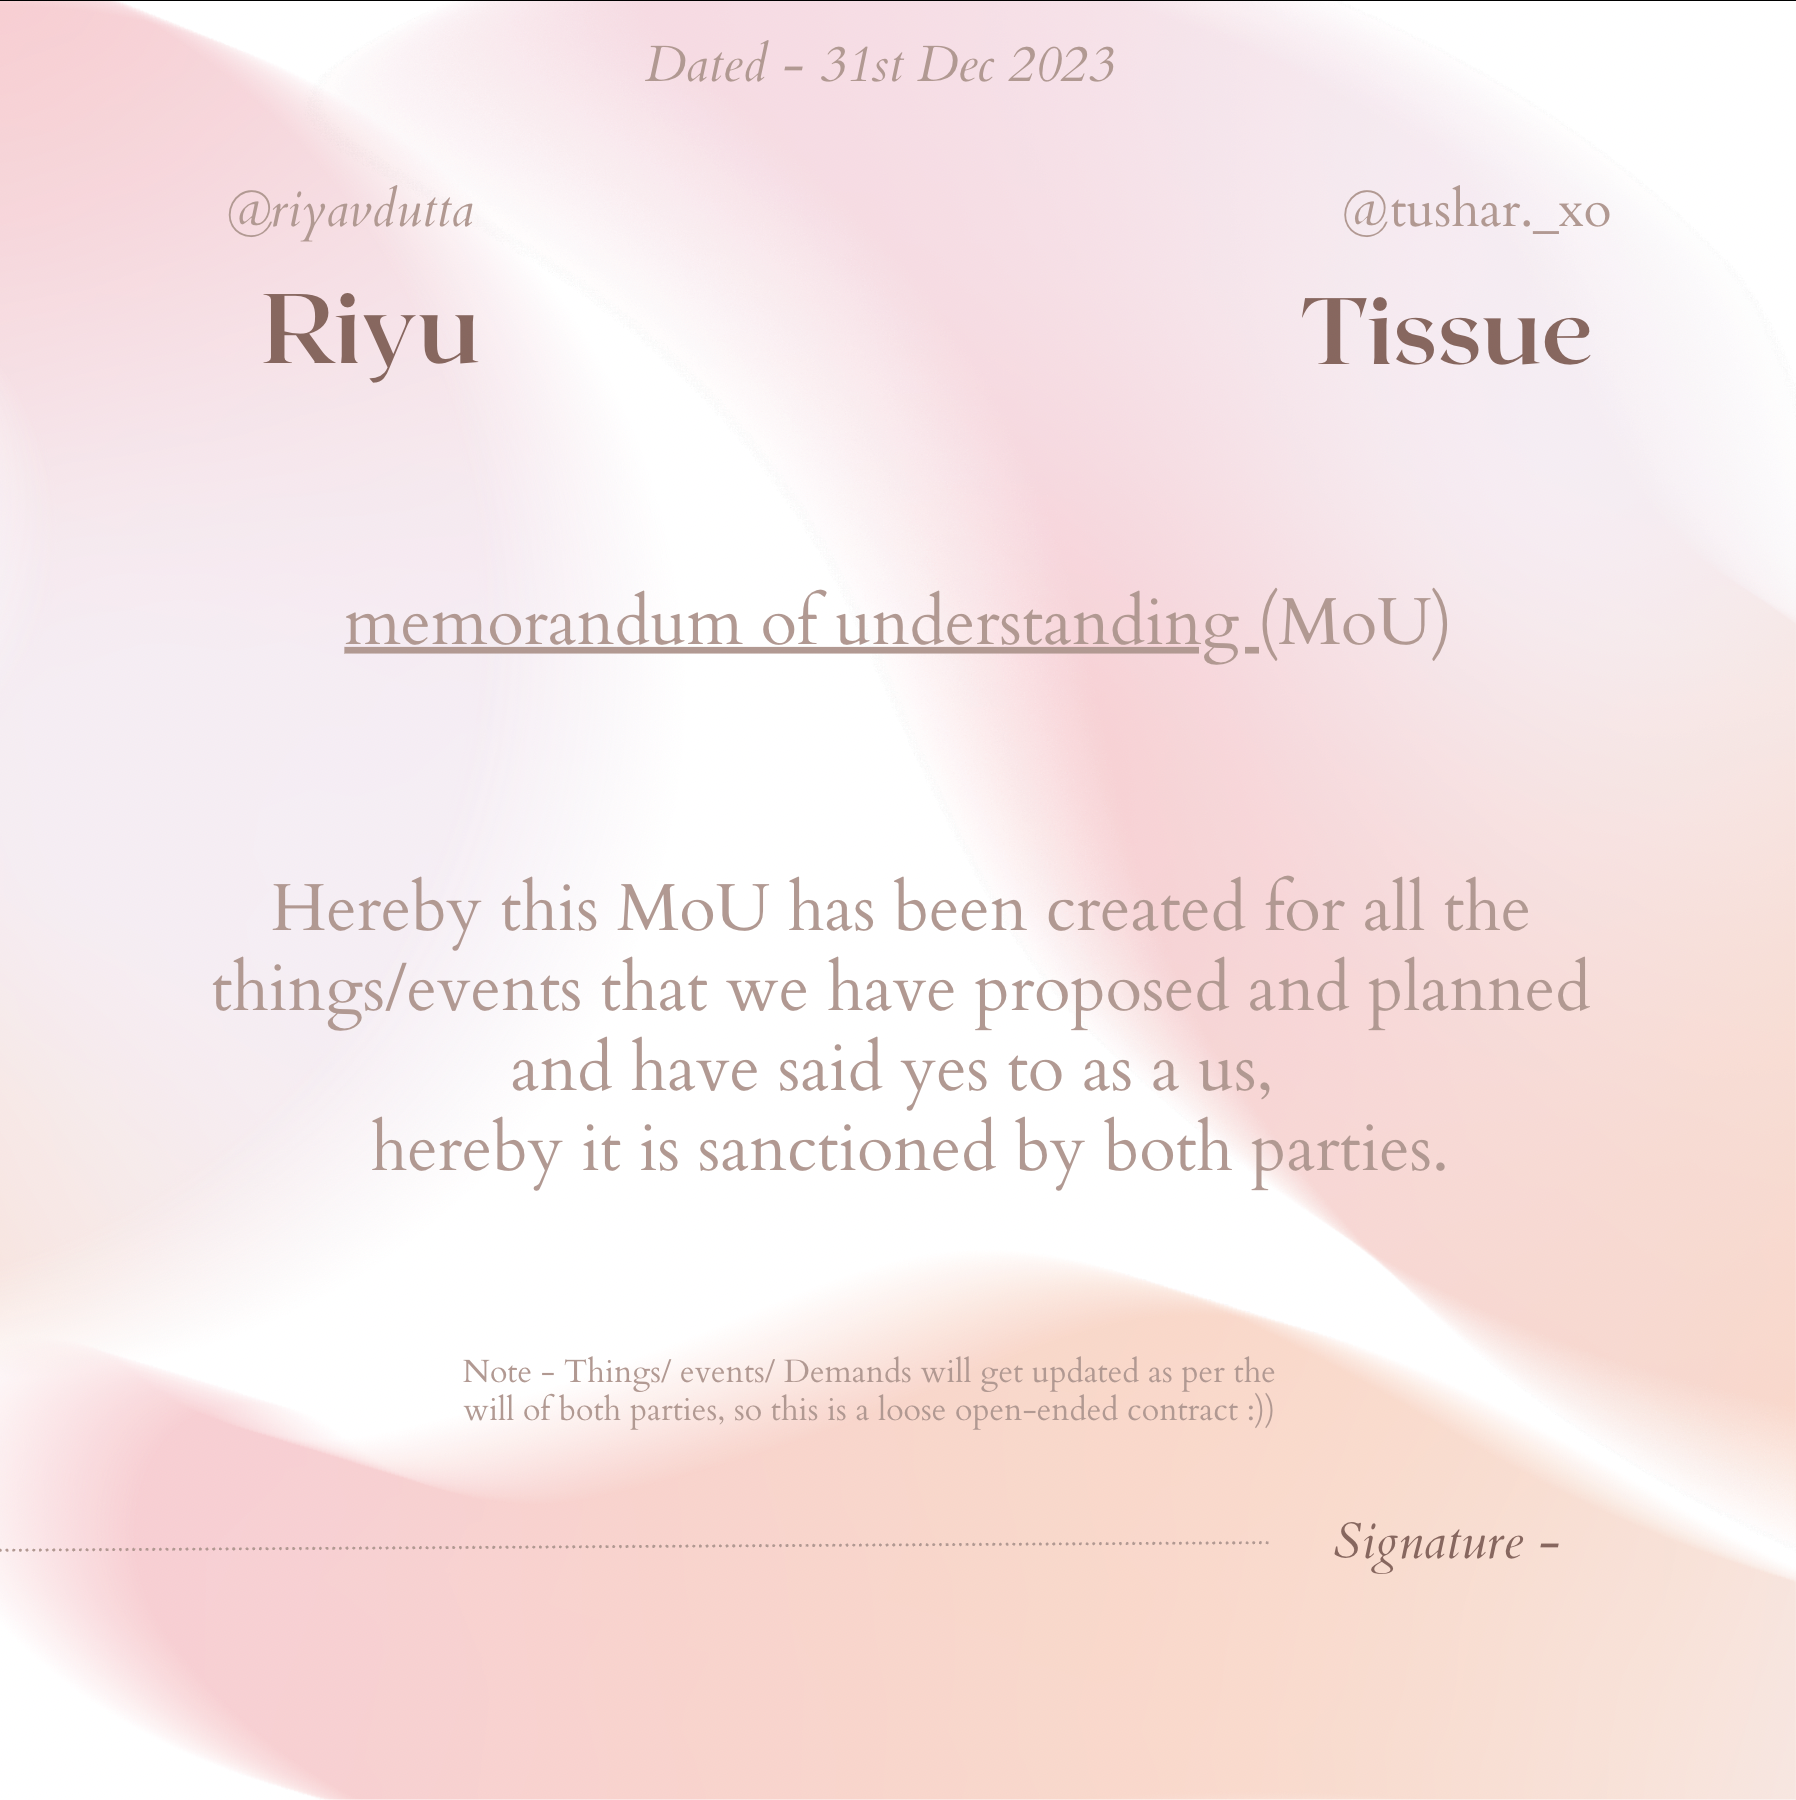 Dated - 31st Dec 2023
@riyavdutta
@tushar._xo
Riyu
Tissue
memorandum of understanding (MoU)
Hereby this MoU has been created for all the
things/events that we have proposed and planned
and have said yes to as a us,
hereby it is sanctioned by both parties.
Note - Things/ events/ Demands will get updated as per the
will of both parties, so this is a loose open-ended contract :))
Signature -